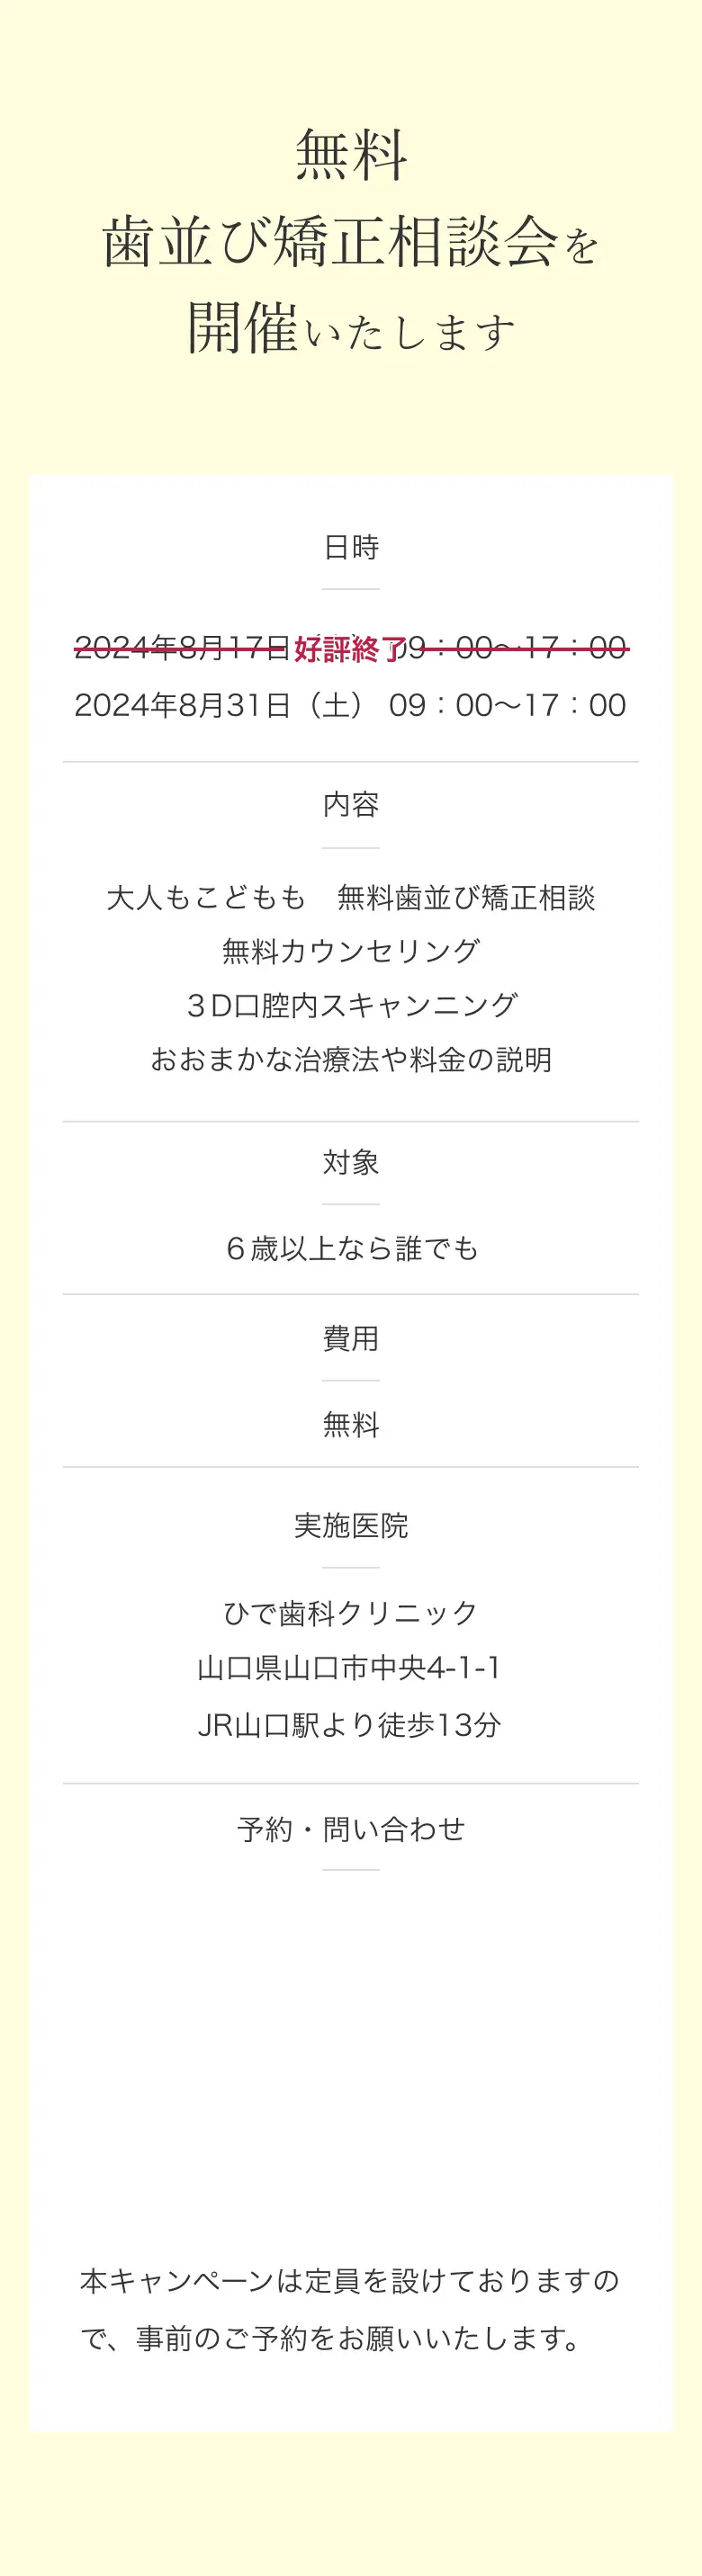 無料
歯並び矯正相談会を
開催いたします
日時
2024年8月17日 好評終了 09：00〜17：00
2024年8月31日（土） 09：00〜17：00
内容
大人もこどもも　無料歯並び矯正相談
無料カウンセリング
３D口腔内スキャンニング
おおまかな治療法や料金の説明
対象
６歳以上なら誰でも
費用
無料
実施医院
ひで歯科クリニック
山口県山口市中央4-1-1
JR山口駅より徒歩13分
予約・問い合わせ
本キャンペーンは定員を設けておりますの
で、事前のご予約をお願いいたします。